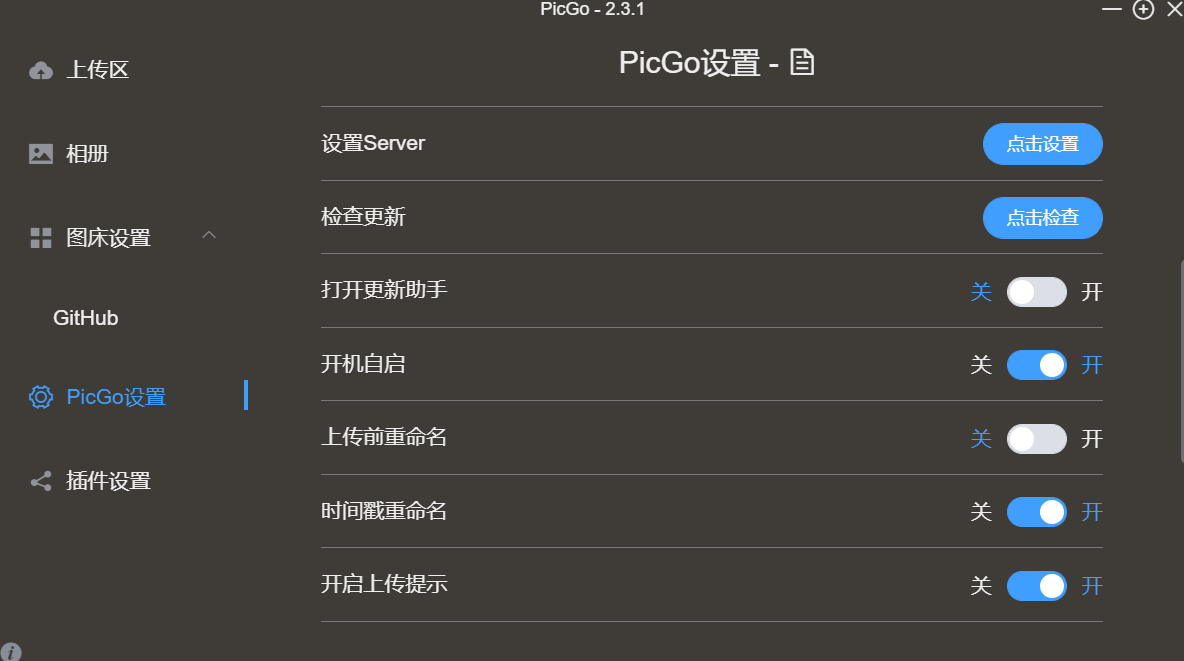 PicGo - 2.3.1
上传区
相册
图床设置
GitHub
PicGo设置
插件设置
PicGo设置 -
设置Server 点击设置
检查更新 点击检查
打开更新助手 关 开
开机自启 关 开
上传前重命名 关 开
时间戳重命名 关 开
开启上传提示 关 开